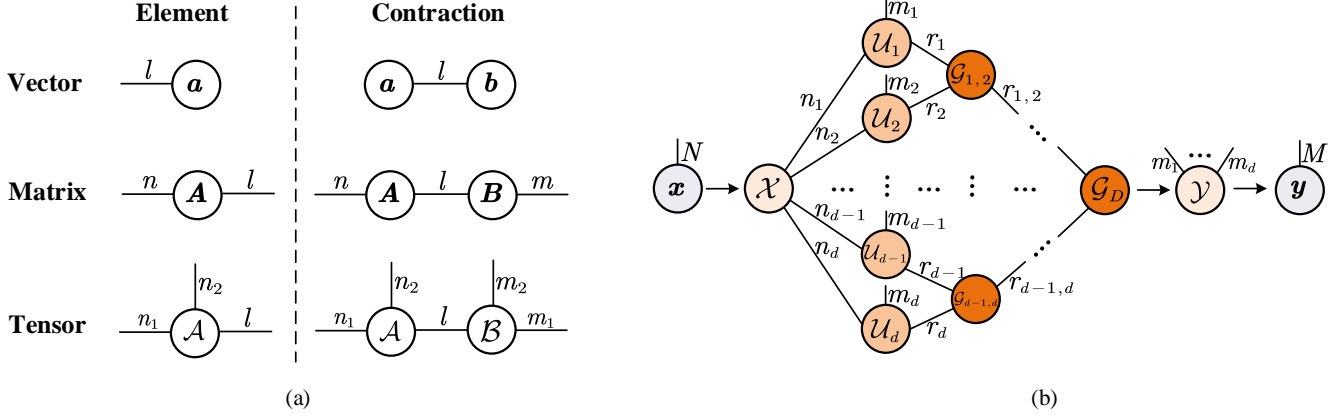 Element Contraction
Vector l a a l b
Matrix n A l n A l B m
Tensor n₁ n₂ 𝒜 l n₁ n₂ 𝒜 l m₂ ℬ m₁
(a)
m₁
𝒰₁ r₁
n₁ m₂ 𝒢₁,₂ r₁,₂
n₂ 𝒰₂ r₂ ...
N m₁ ... m_d M
x 𝒳 ... ⋮ ... ⋮ ... 𝒢_D 𝒴 y
n_{d−1} m_{d−1}
n_d 𝒰_{d−1} r_{d−1} ...
m_d 𝒢_{d−1,d} r_{d−1,d}
𝒰_d r_d
(b)